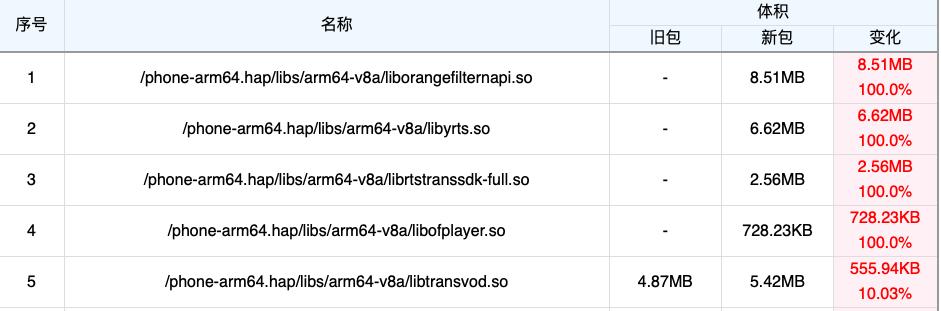 序号 名称 体积
旧包 新包 变化
1 /phone-arm64.hap/libs/arm64-v8a/liborangefilternapi.so - 8.51MB 8.51MB
100.0%
2 /phone-arm64.hap/libs/arm64-v8a/libyrts.so - 6.62MB 6.62MB
100.0%
3 /phone-arm64.hap/libs/arm64-v8a/librtstranssdk-full.so - 2.56MB 2.56MB
100.0%
4 /phone-arm64.hap/libs/arm64-v8a/libofplayer.so - 728.23KB 728.23KB
100.0%
5 /phone-arm64.hap/libs/arm64-v8a/libtransvod.so 4.87MB 5.42MB 555.94KB
10.03%